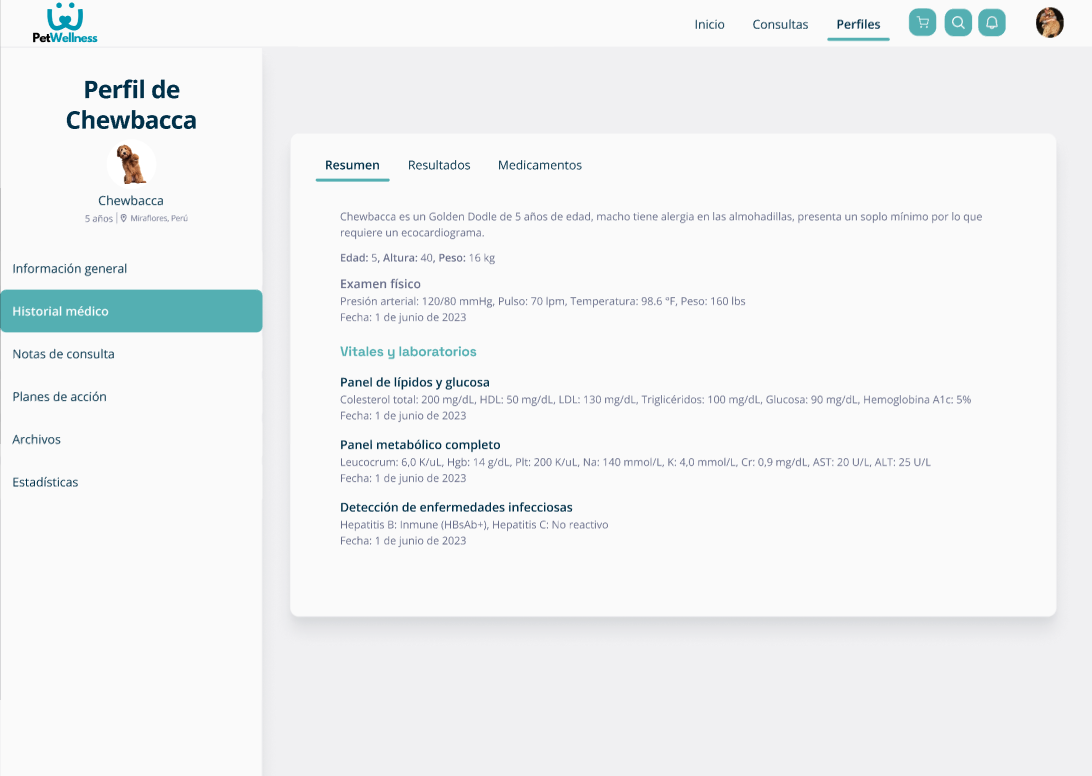 PetWellness
Inicio
Consultas
Perfiles
Perfil de
Chewbacca
Chewbacca
5 años
Miraflores, Perú
Información general
Historial médico
Notas de consulta
Planes de acción
Archivos
Estadísticas
Resumen
Resultados
Medicamentos
Chewbacca es un Golden Dodle de 5 años de edad, macho tiene alergia en las almohadillas, presenta un soplo mínimo por lo que
requiere un ecocardiograma.
Edad: 5, Altura: 40, Peso: 16 kg
Examen físico
Presión arterial: 120/80 mmHg, Pulso: 70 lpm, Temperatura: 98.6 °F, Peso: 160 lbs
Fecha: 1 de junio de 2023
Vitales y laboratorios
Panel de lípidos y glucosa
Colesterol total: 200 mg/dL, HDL: 50 mg/dL, LDL: 130 mg/dL, Triglicéridos: 100 mg/dL, Glucosa: 90 mg/dL, Hemoglobina A1c: 5%
Fecha: 1 de junio de 2023
Panel metabólico completo
Leucocrum: 6,0 K/uL, Hgb: 14 g/dL, Plt: 200 K/uL, Na: 140 mmol/L, K: 4,0 mmol/L, Cr: 0,9 mg/dL, AST: 20 U/L, ALT: 25 U/L
Fecha: 1 de junio de 2023
Detección de enfermedades infecciosas
Hepatitis B: Inmune (HBsAb+), Hepatitis C: No reactivo
Fecha: 1 de junio de 2023